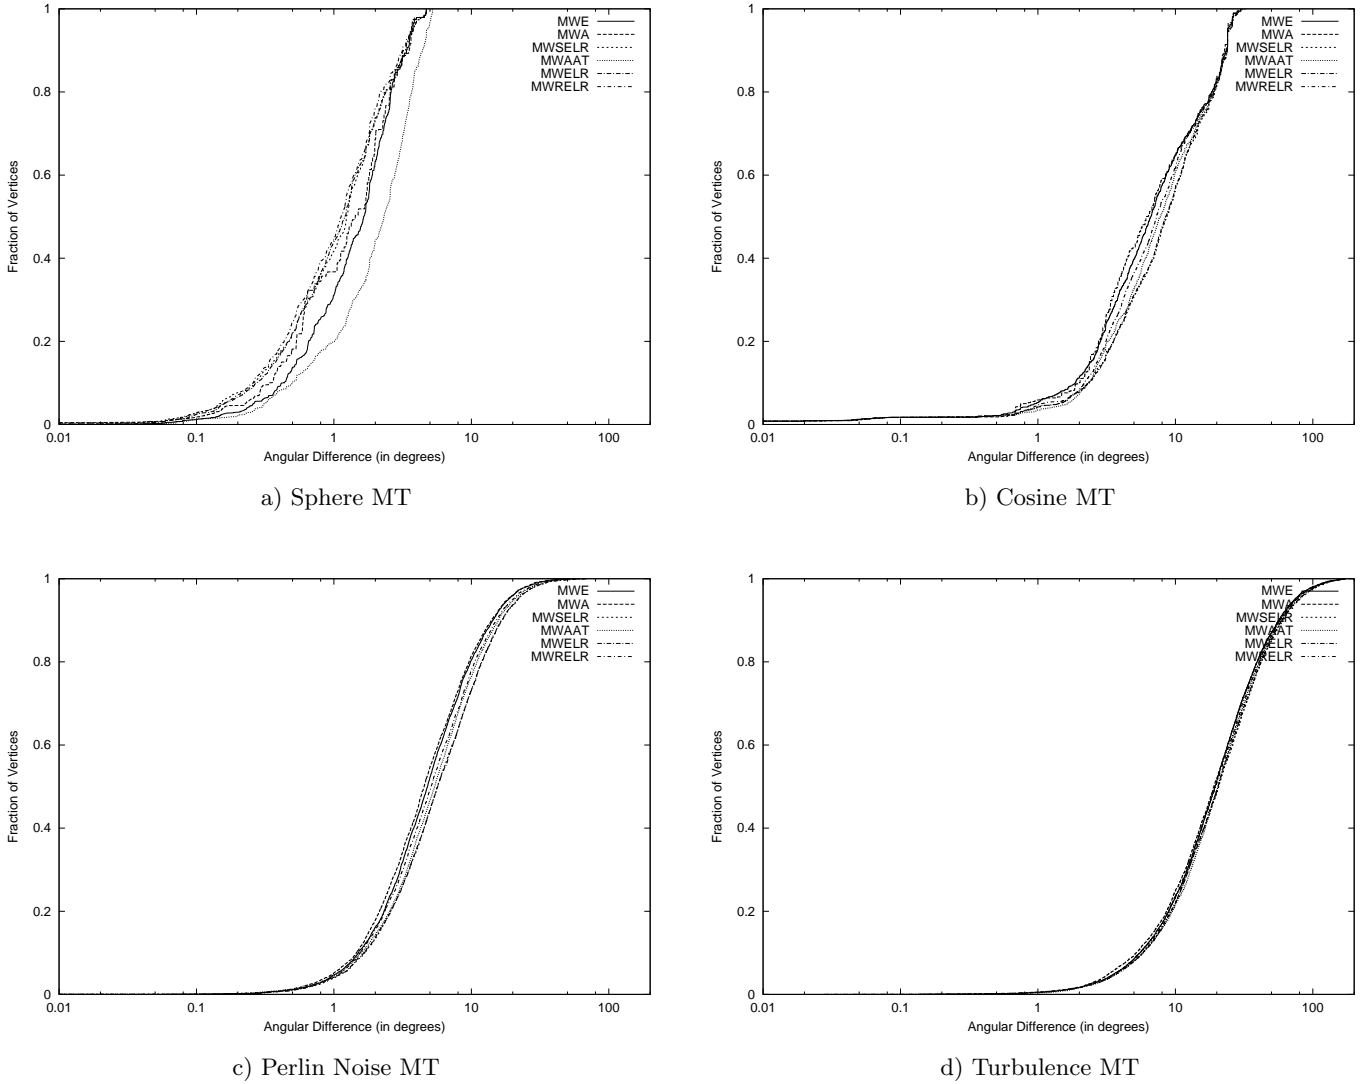 1
0.8
0.6
0.4
0.2
0
0.01
0.1
1
10
100
Fraction of Vertices
Angular Difference (in degrees)
MWE
MWA
MWSELR
MWAAT
MWELR
MWRELR
a) Sphere MT
1
0.8
0.6
0.4
0.2
0
0.01
0.1
1
10
100
Fraction of Vertices
Angular Difference (in degrees)
MWE
MWA
MWSELR
MWAAT
MWELR
MWRELR
b) Cosine MT
1
0.8
0.6
0.4
0.2
0
0.01
0.1
1
10
100
Fraction of Vertices
Angular Difference (in degrees)
MWE
MWA
MWSELR
MWAAT
MWELR
MWRELR
c) Perlin Noise MT
1
0.8
0.6
0.4
0.2
0
0.01
0.1
1
10
100
Fraction of Vertices
Angular Difference (in degrees)
MWE
MWA
MWSELR
MWAAT
MWELR
MWRELR
d) Turbulence MT